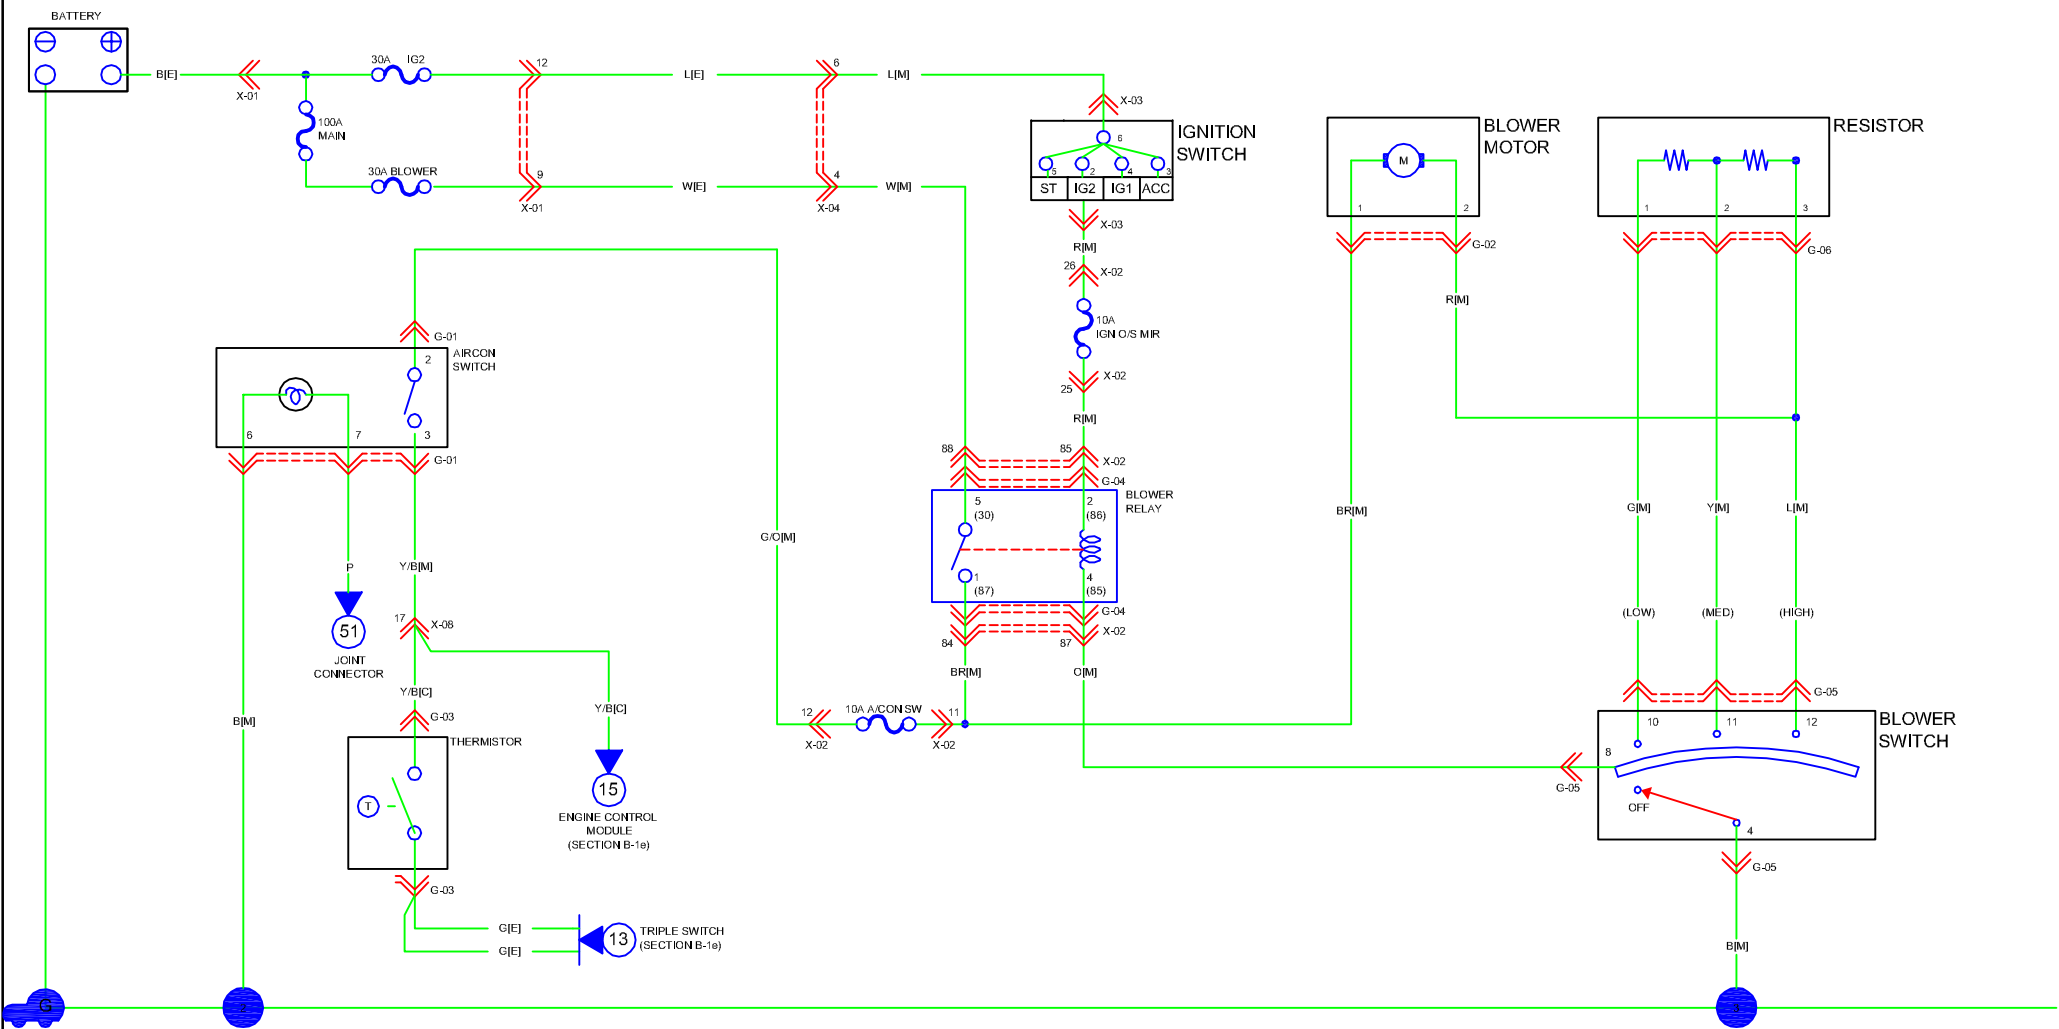 BATTERY
B[E]
X-01
30A IG2
12
L[E]
6
L[M]
X-03
100A
MAIN
30A BLOWER
9
X-01
W[E]
4
X-04
W[M]
IGNITION
SWITCH
6
5
2
4
3
ST
IG2
IG1
ACC
X-03
R[M]
26
X-02
10A
IGN O/S MIR
X-02
25
R[M]
BLOWER
MOTOR
M
1
2
G-02
R[M]
RESISTOR
1
2
3
G-06
G-01
AIRCON
SWITCH
2
6
7
3
G-01
P
51
JOINT
CONNECTOR
Y/B[M]
17
X-08
Y/B[C]
G-03
THERMISTOR
T
G-03
B[M]
Y/B[C]
15
ENGINE CONTROL
MODULE
(SECTION B-1e)
G[E]
G[E]
13
TRIPLE SWITCH
(SECTION B-1e)
G/O[M]
88
85
X-02
G-04
BLOWER
RELAY
5
(30)
2
(86)
1
(87)
4
(85)
G-04
X-02
84
87
BR[M]
O[M]
12
X-02
10A A/CON SW
11
X-02
BR[M]
G[M]
Y[M]
L[M]
(LOW)
(MED)
(HIGH)
G-05
BLOWER
SWITCH
10
11
12
8
G-05
OFF
4
G-05
B[M]
G